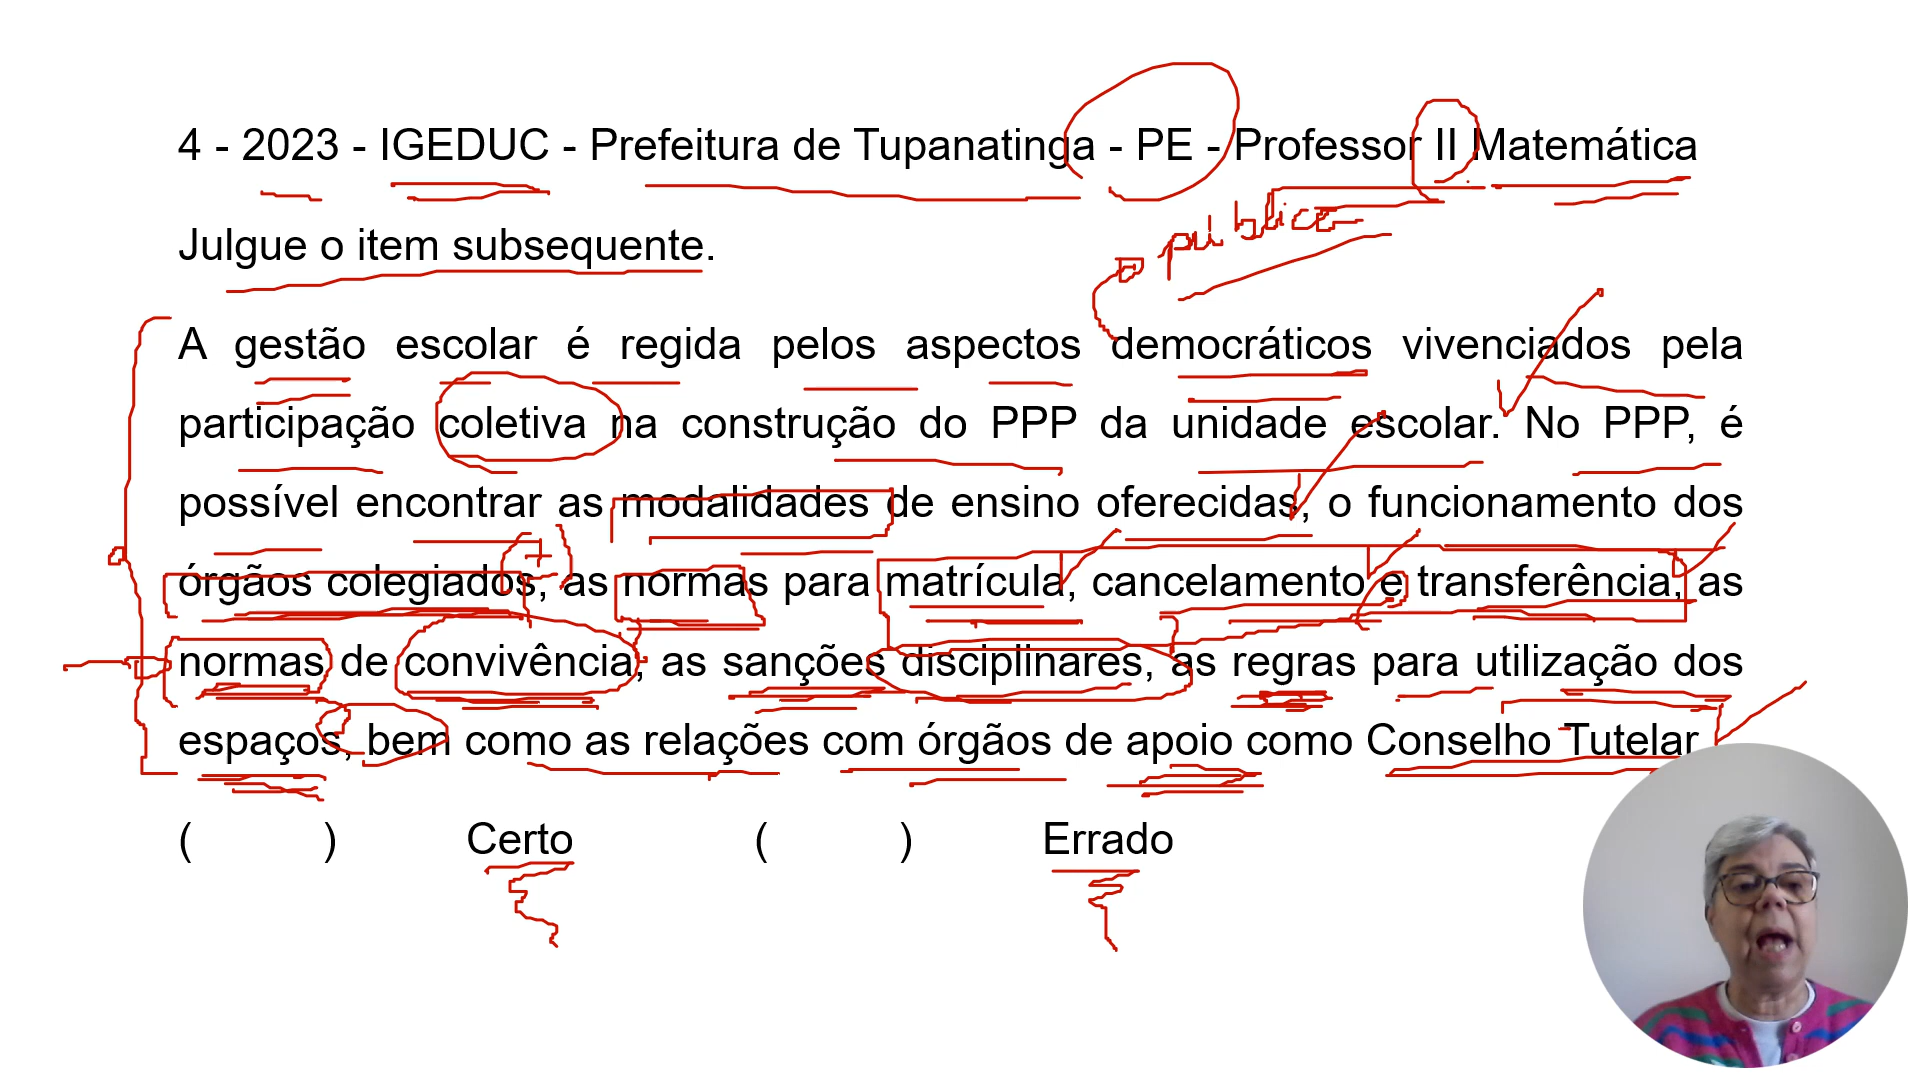 4 - 2023 - IGEDUC - Prefeitura de Tupanatinga - PE - Professor II Matemática
pública
Julgue o item subsequente.
A gestão escolar é regida pelos aspectos democráticos vivenciados pela
participação coletiva na construção do PPP da unidade escolar. No PPP, é
possível encontrar as modalidades de ensino oferecidas, o funcionamento dos
órgãos colegiados, as normas para matrícula, cancelamento e transferência, as
normas de convivência, as sanções disciplinares, as regras para utilização dos
espaços, bem como as relações com órgãos de apoio como Conselho Tutelar
( ) Certo ( ) Errado